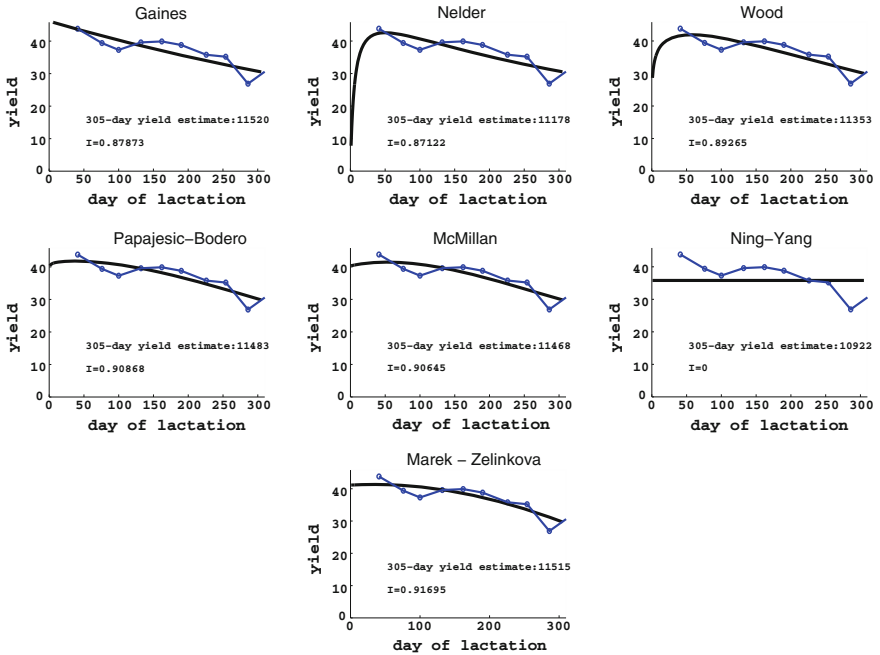 Gaines
yield
40
30
20
10
0
305-day yield estimate:11520
I=0.87873
0 50 100 150 200 250 300
day of lactation
Nelder
yield
40
30
20
10
0
305-day yield estimate:11178
I=0.87122
0 50 100 150 200 250 300
day of lactation
Wood
yield
40
30
20
10
0
305-day yield estimate:11353
I=0.89265
0 50 100 150 200 250 300
day of lactation
Papajesic-Bodero
yield
40
30
20
10
0
305-day yield estimate:11483
I=0.90868
0 50 100 150 200 250 300
day of lactation
McMillan
yield
40
30
20
10
0
305-day yield estimate:11468
I=0.90645
0 50 100 150 200 250 300
day of lactation
Ning-Yang
yield
40
30
20
10
0
305-day yield estimate:10922
I=0
0 50 100 150 200 250 300
day of lactation
Marek - Zelinkova
yield
40
30
20
10
0
305-day yield estimate:11515
I=0.91695
0 100 200 300
day of lactation